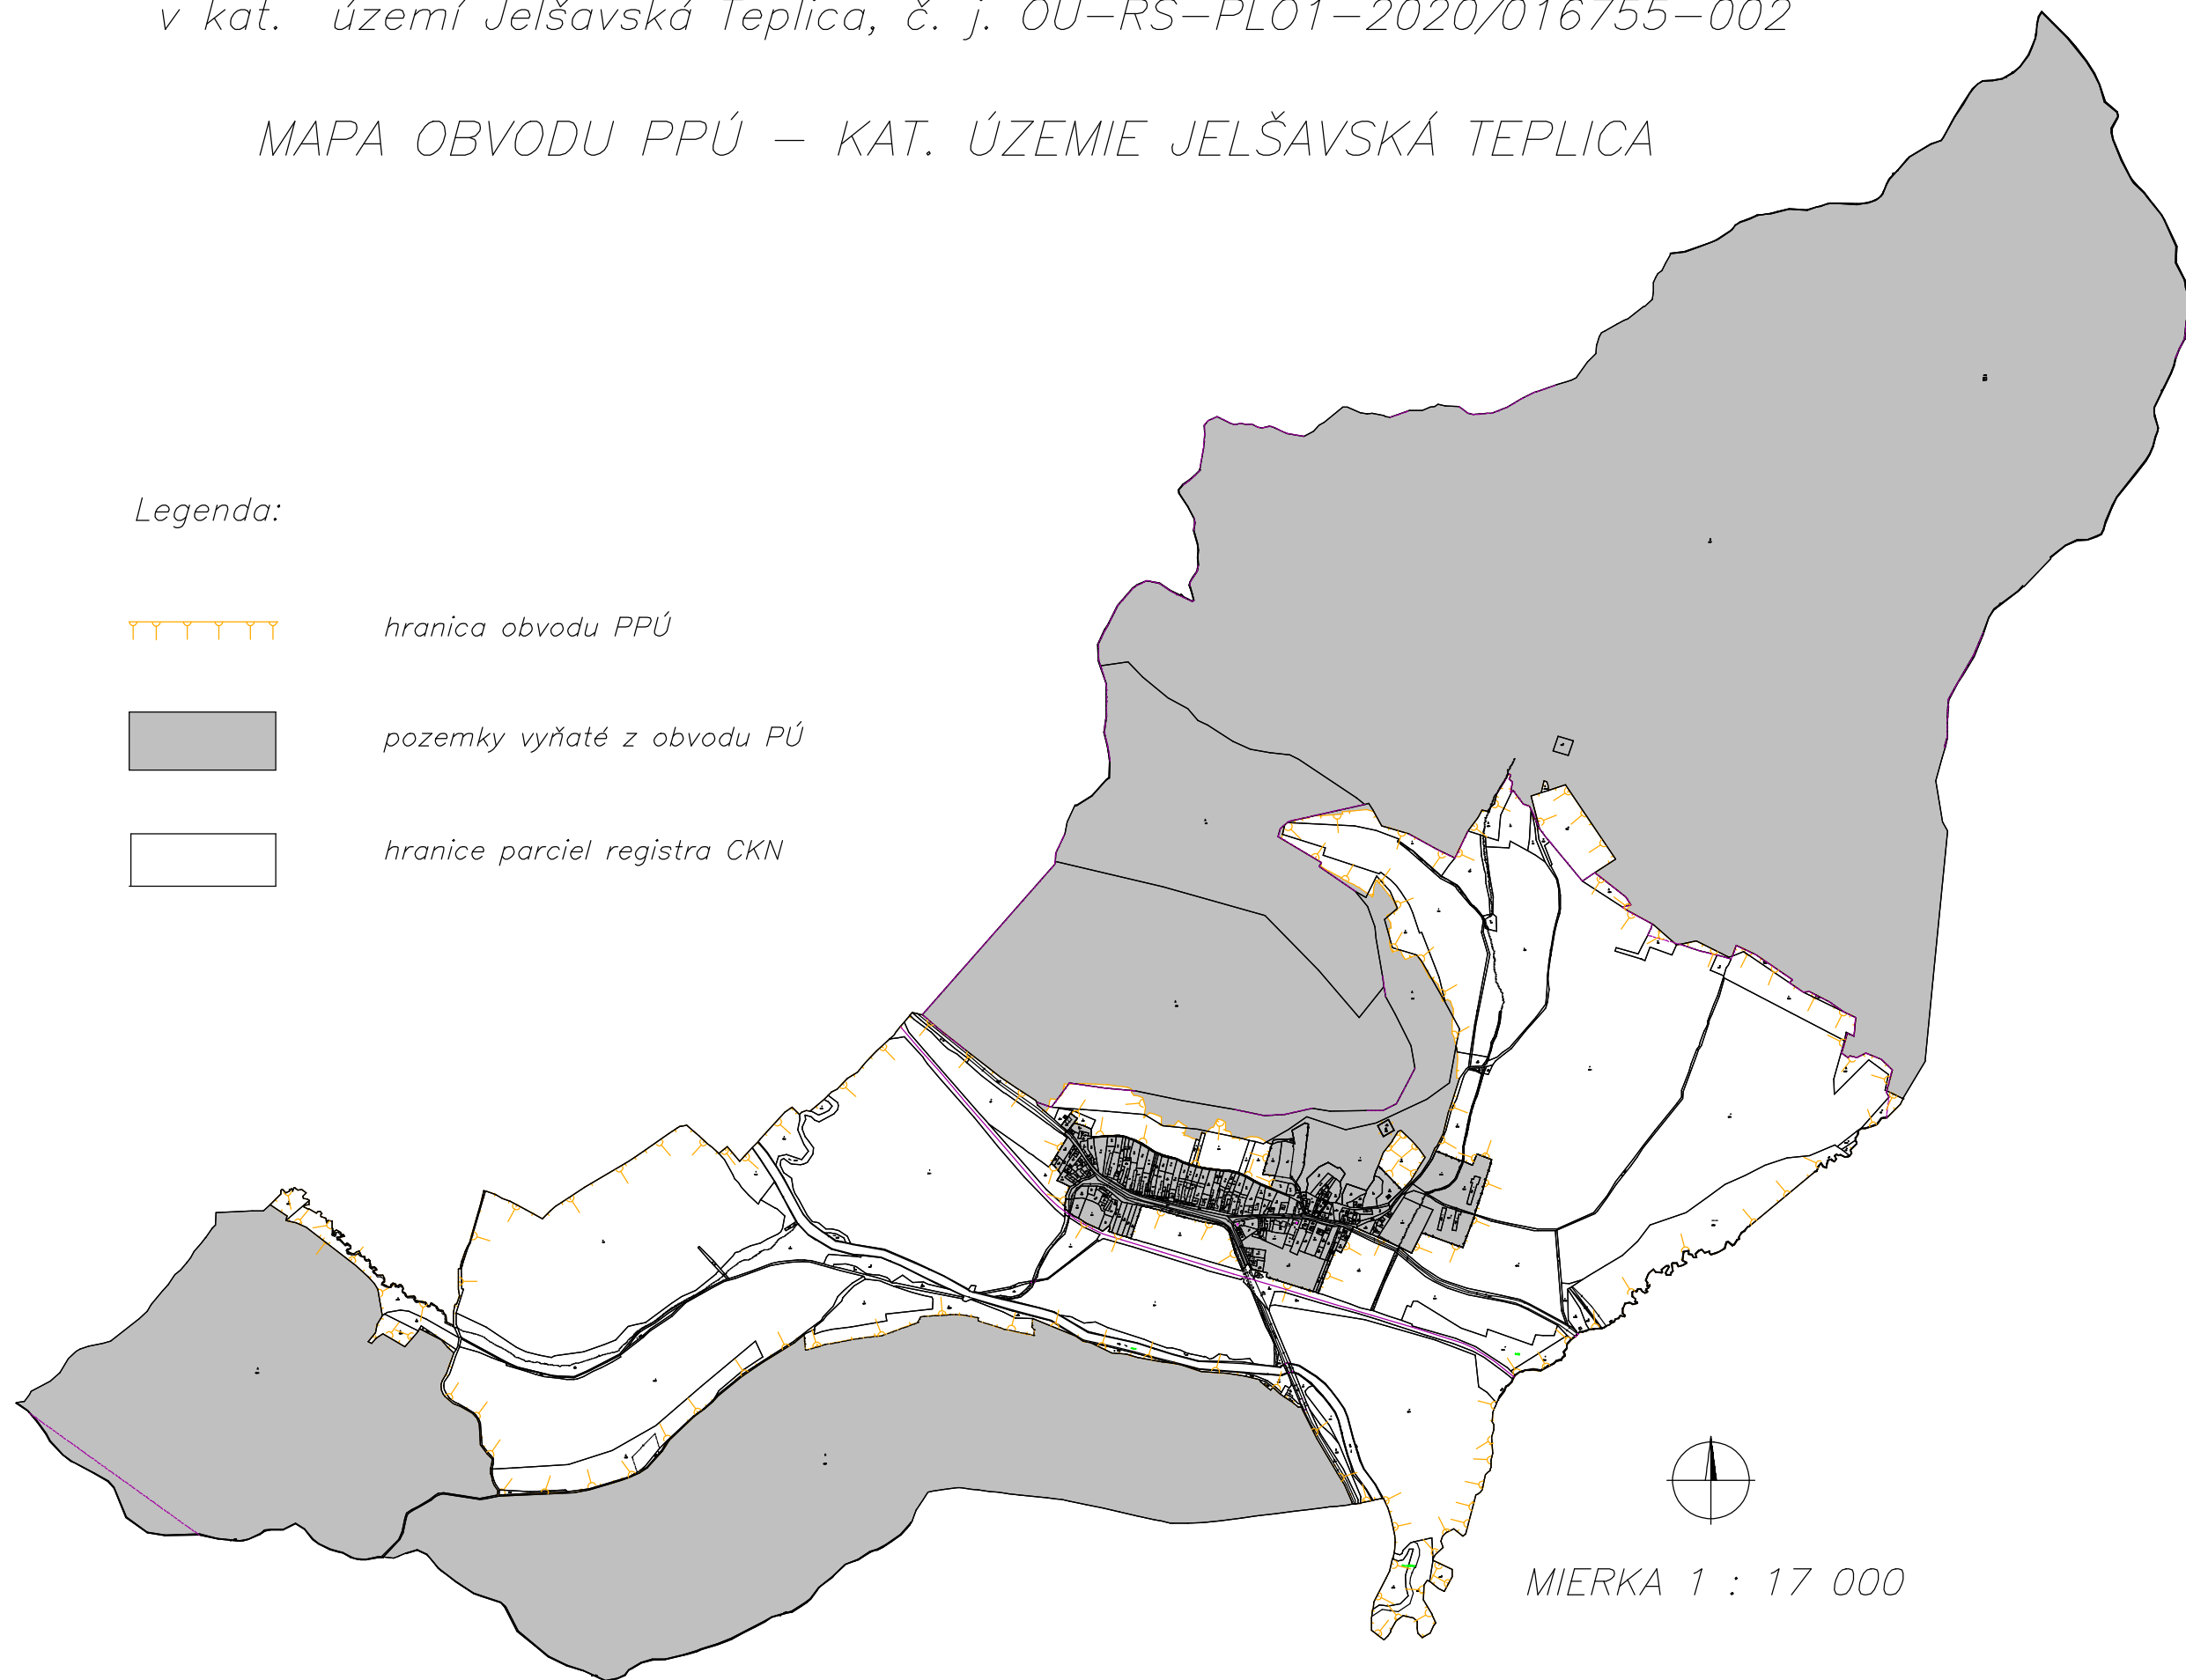 v kat. území Jelšavská Teplica, č. j. OU-RS-PLO1-2020/016755-002
MAPA OBVODU PPÚ - KAT. ÚZEMIE JELŠAVSKÁ TEPLICA
Legenda:
hranica obvodu PPÚ
pozemky vyňaté z obvodu PÚ
hranice parciel registra CKN
MIERKA 1 : 17 000